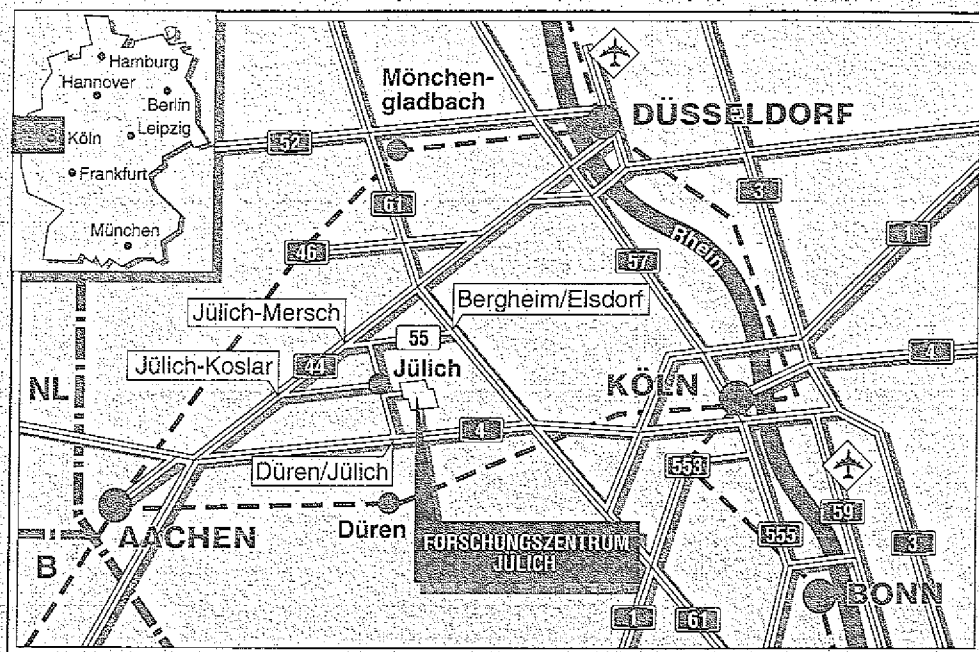 Hamburg
Hannover
Berlin
Köln
Leipzig
Frankfurt
München
Mönchen-
gladbach
DÜSSELDORF
52
3
61
1
46
57
Rhein
Jülich-Mersch
Bergheim/Elsdorf
55
44
Jülich-Koslar
Jülich
4
NL
KÖLN
4
Düren/Jülich
553
AACHEN
Düren
59
555
3
B
FORSCHUNGSZENTRUM
JÜLICH
BONN
1
61